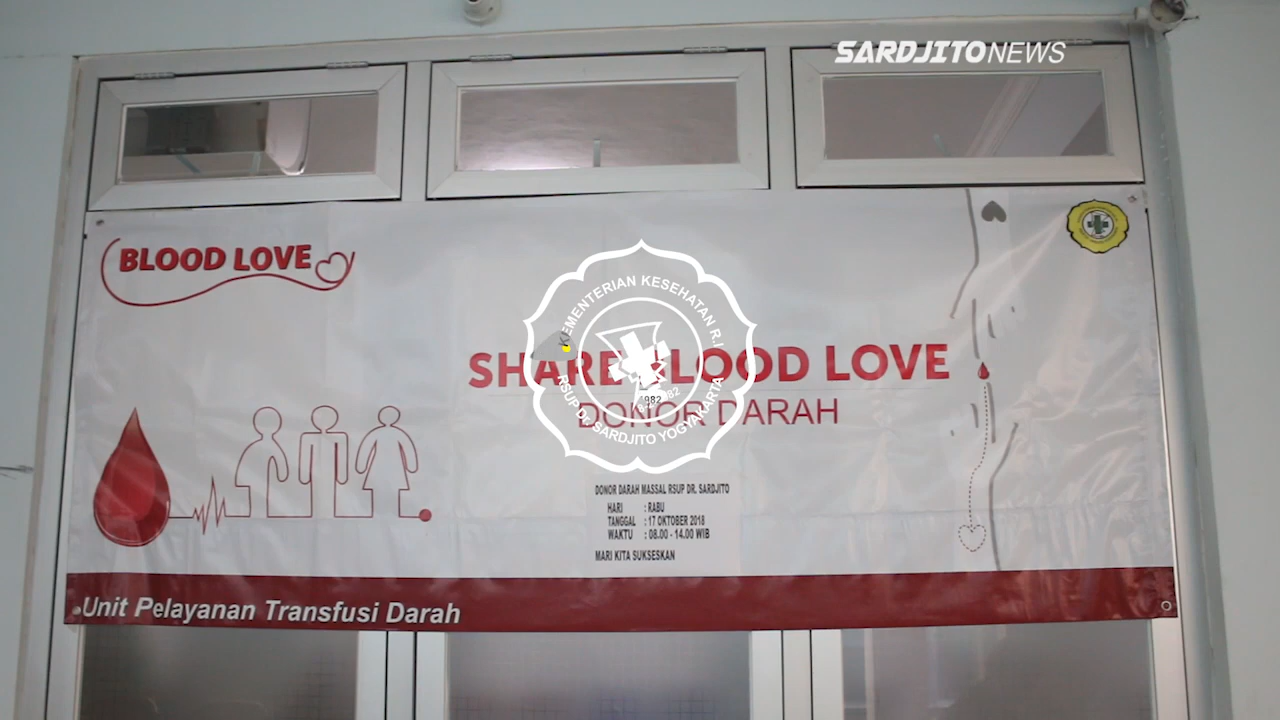 SARDJITONEWS
BLOOD LOVE
KEMENTERIAN KESEHATAN R.I
SHARE BLOOD LOVE
DONOR DARAH
1982
RSUP Dr SARDJITO YOGYAKARTA
DONOR DARAH MASSAL RSUP DR. SARDJITO
HARI : RABU
TANGGAL : 17 OKTOBER 2018
WAKTU : 08.00 - 14.00 WIB
MARI KITA SUKSESKAN
Unit Pelayanan Transfusi Darah